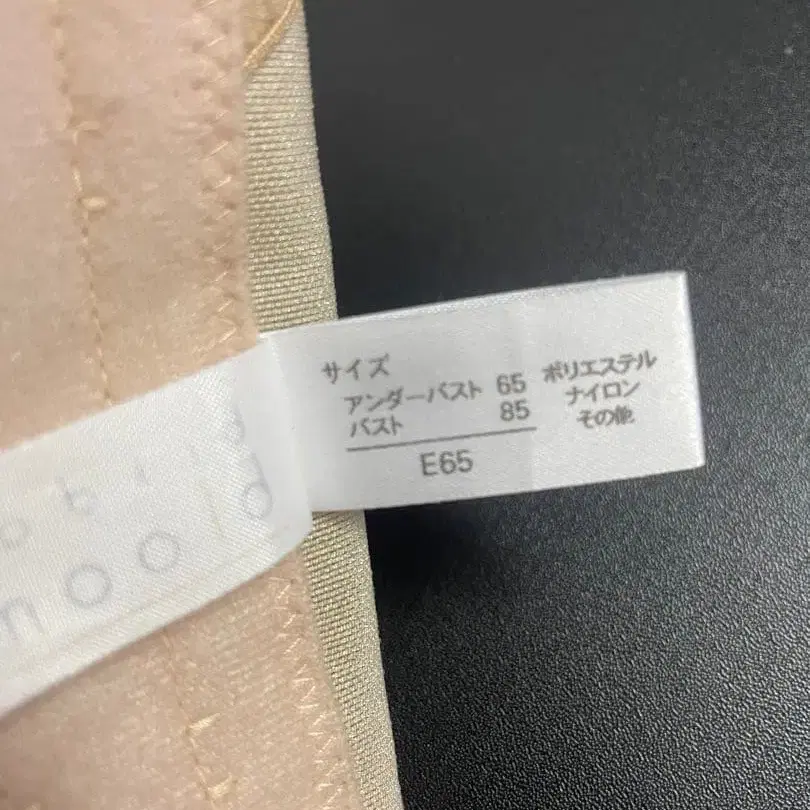 サイズ
アンダーバスト 65
バスト 85
E65
ポリエステル
ナイロン
その他